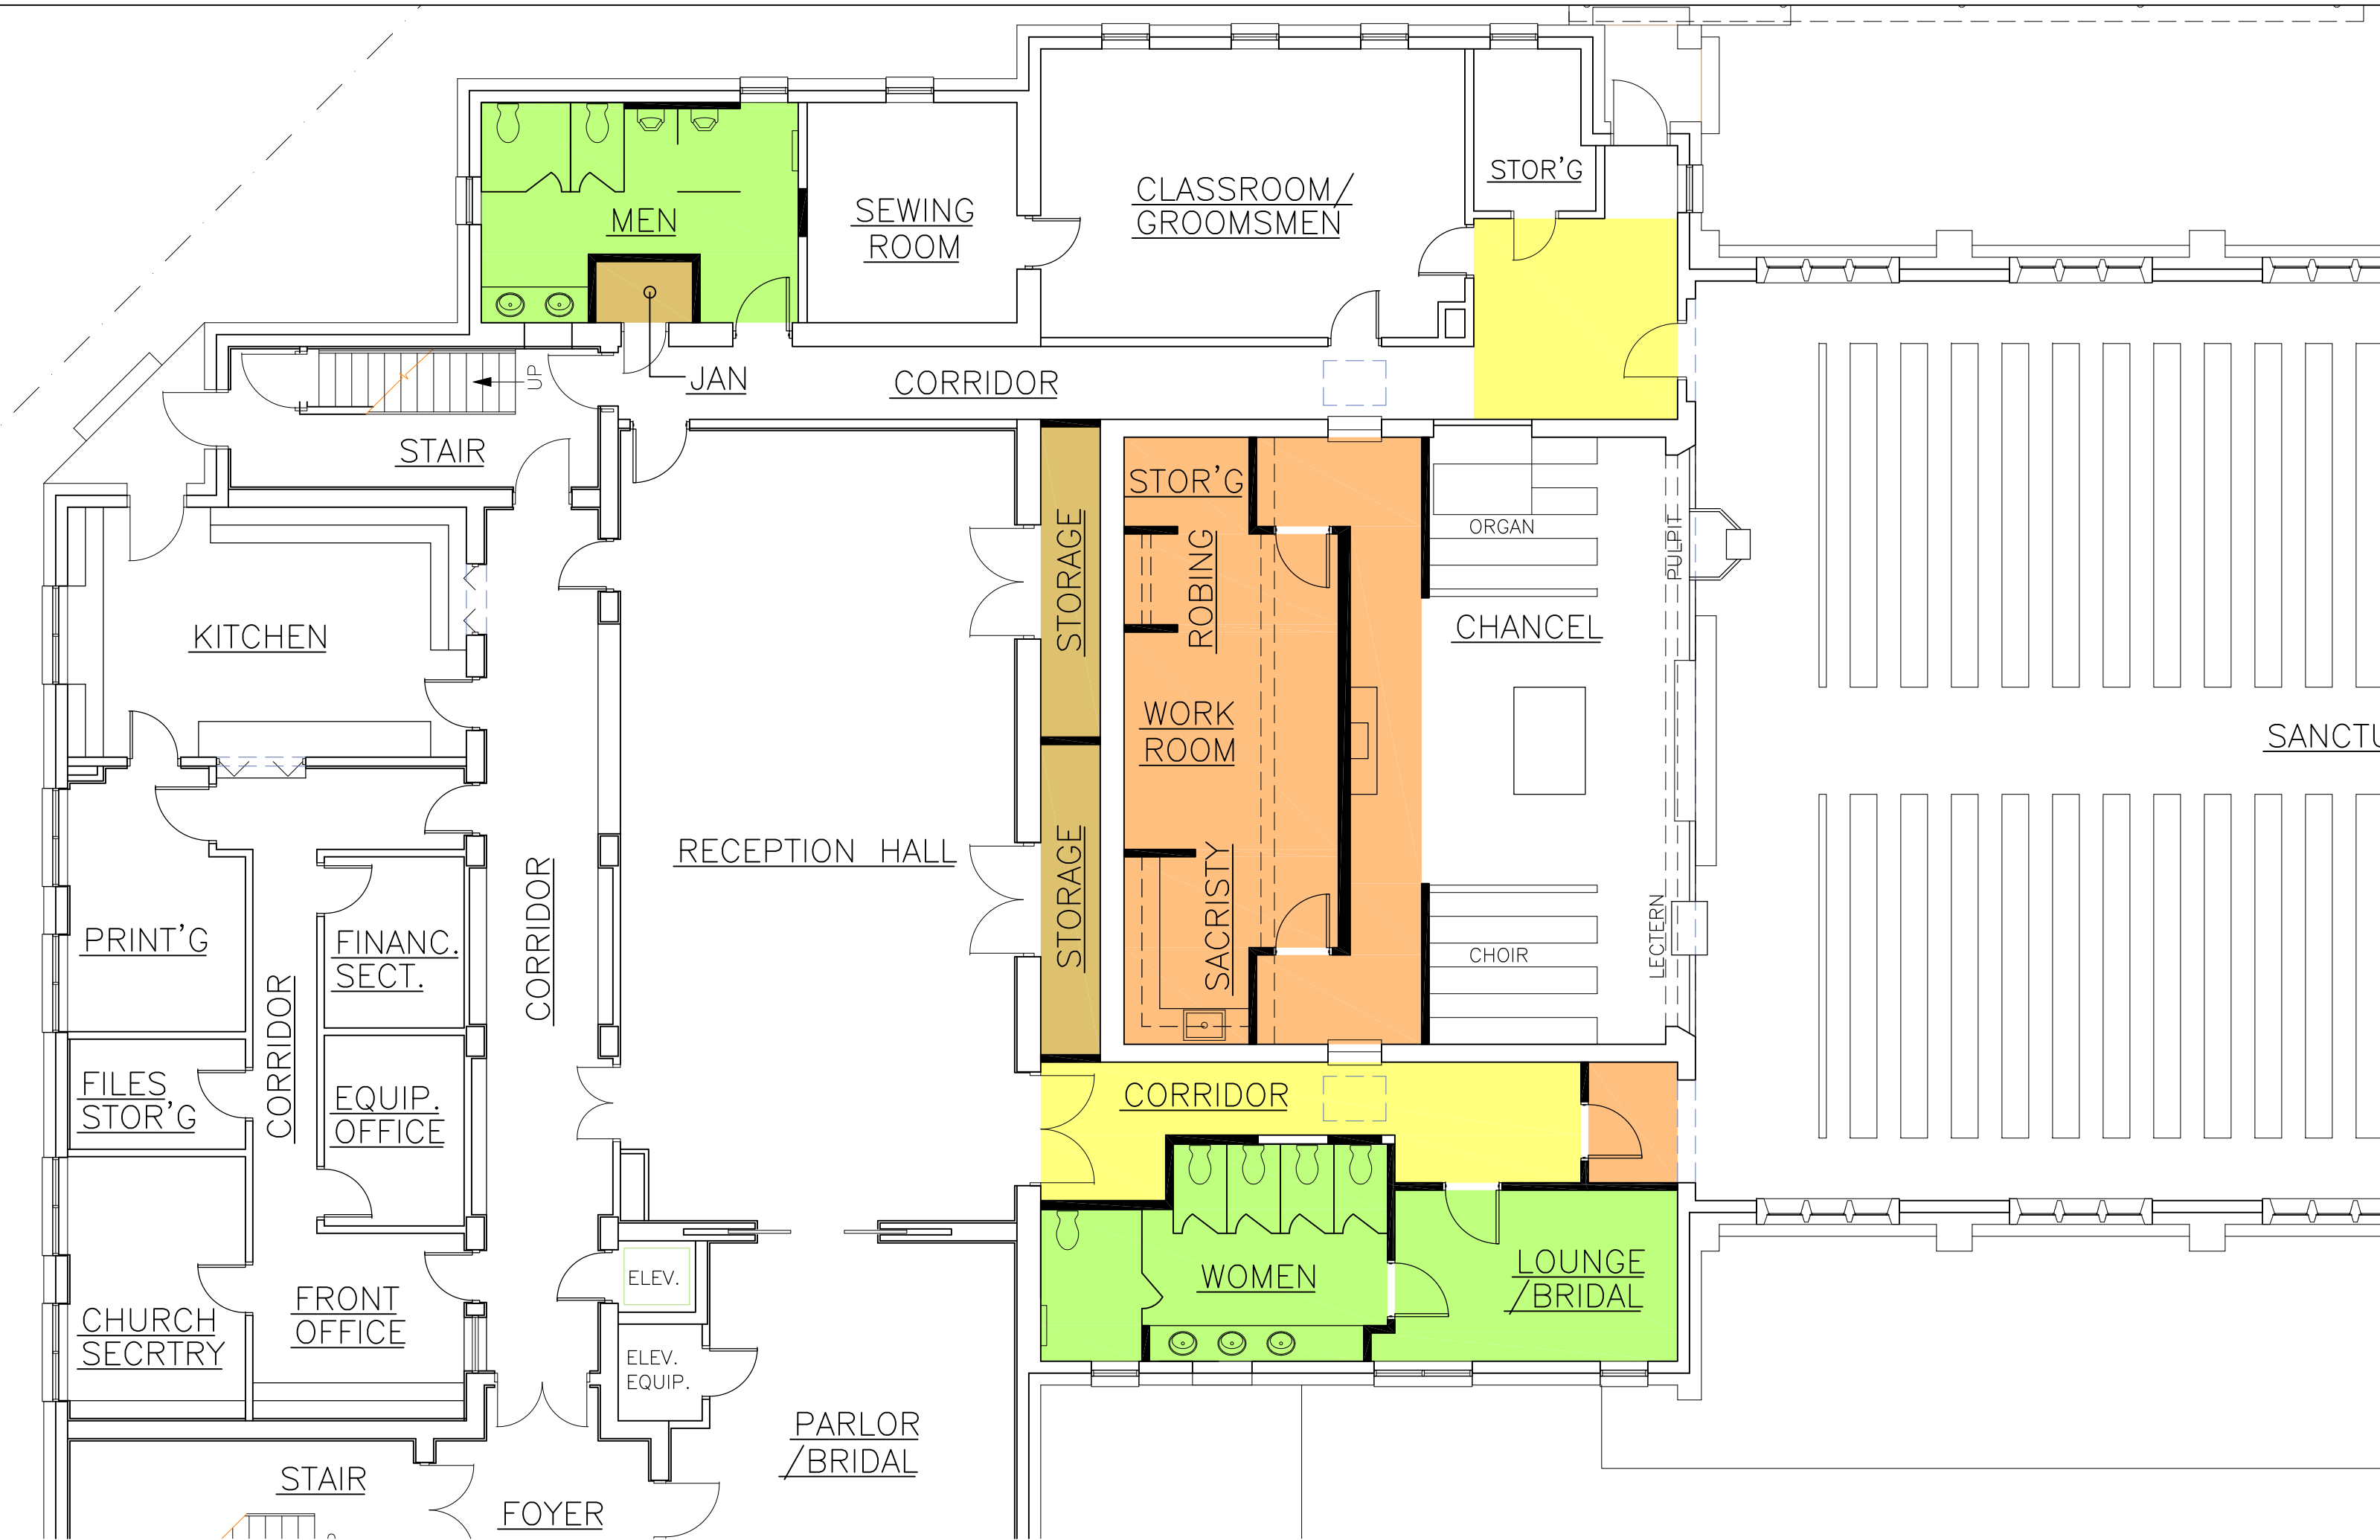 STOR'G
CLASSROOM/
GROOMSMEN
SEWING
ROOM
MEN
JAN
CORRIDOR
UP
STAIR
STOR'G
ROBING
STORAGE
ORGAN
PULPIT
KITCHEN
CHANCEL
WORK
ROOM
SANCTU
RECEPTION HALL
STORAGE
SACRISTY
CHOIR
LECTERN
PRINT'G
FINANC.
SECT.
CORRIDOR
CORRIDOR
FILES
STOR'G
EQUIP.
OFFICE
CORRIDOR
WOMEN
LOUNGE
/BRIDAL
ELEV.
FRONT
OFFICE
CHURCH
SECRTRY
ELEV.
EQUIP.
PARLOR
/BRIDAL
STAIR
FOYER